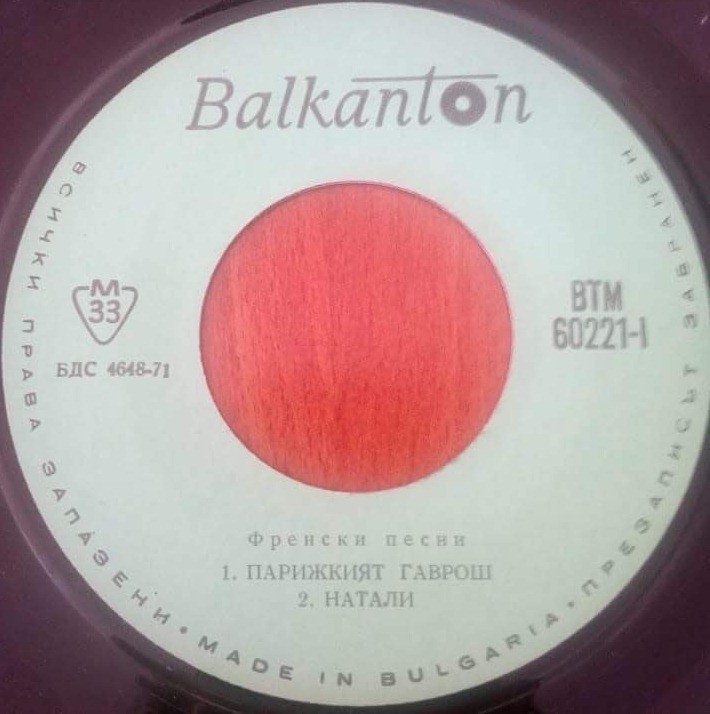 Balkanton
M
33
БДС 4648-71
BTM
60221-I
Френски песни
1. ПАРИЖКИЯТ ГАВРОШ
2. НАТАЛИ
ВСИЧКИ ПРАВА ЗАПАЗЕНИ • MADE IN BULGARIA • ПРЕЗАПИСЪТ ЗАБРАНЕН